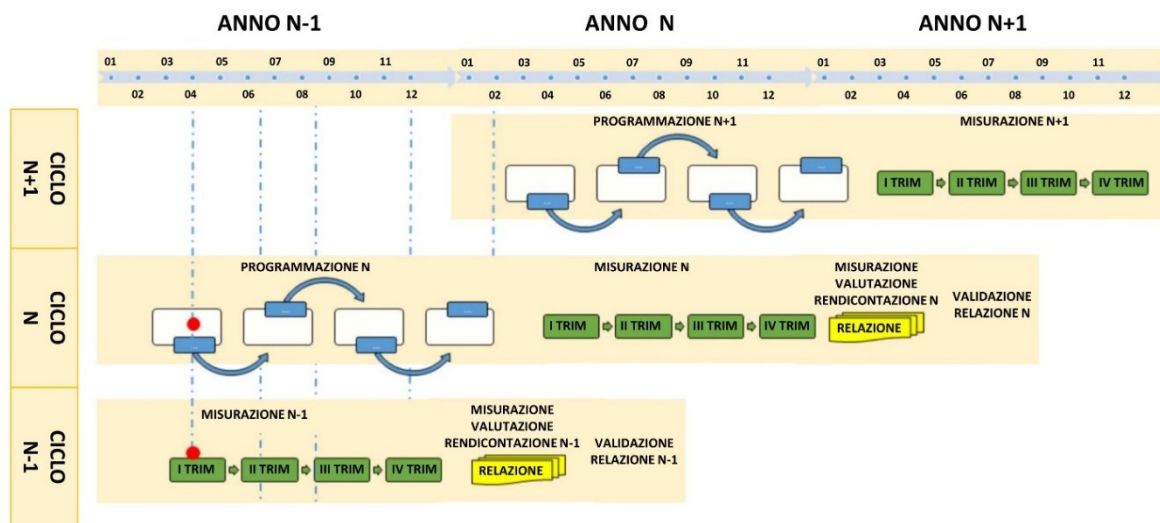 ANNO N-1
ANNO N
ANNO N+1
01 03 05 07 09 11 01 03 05 07 09 11 01 03 05 07 09 11
02 04 06 08 10 12 02 04 06 08 10 12 02 04 06 08 10 12
CICLO
N+1
PROGRAMMAZIONE N+1
MISURAZIONE N+1
...
...
...
...
I TRIM
II TRIM
III TRIM
IV TRIM
CICLO
N
PROGRAMMAZIONE N
MISURAZIONE N
MISURAZIONE
VALUTAZIONE
RENDICONTAZIONE N
VALIDAZIONE
RELAZIONE N
...
...
...
...
I TRIM
II TRIM
III TRIM
IV TRIM
RELAZIONE
CICLO
N-1
MISURAZIONE N-1
MISURAZIONE
VALUTAZIONE
RENDICONTAZIONE N-1
VALIDAZIONE
RELAZIONE N-1
I TRIM
II TRIM
III TRIM
IV TRIM
RELAZIONE